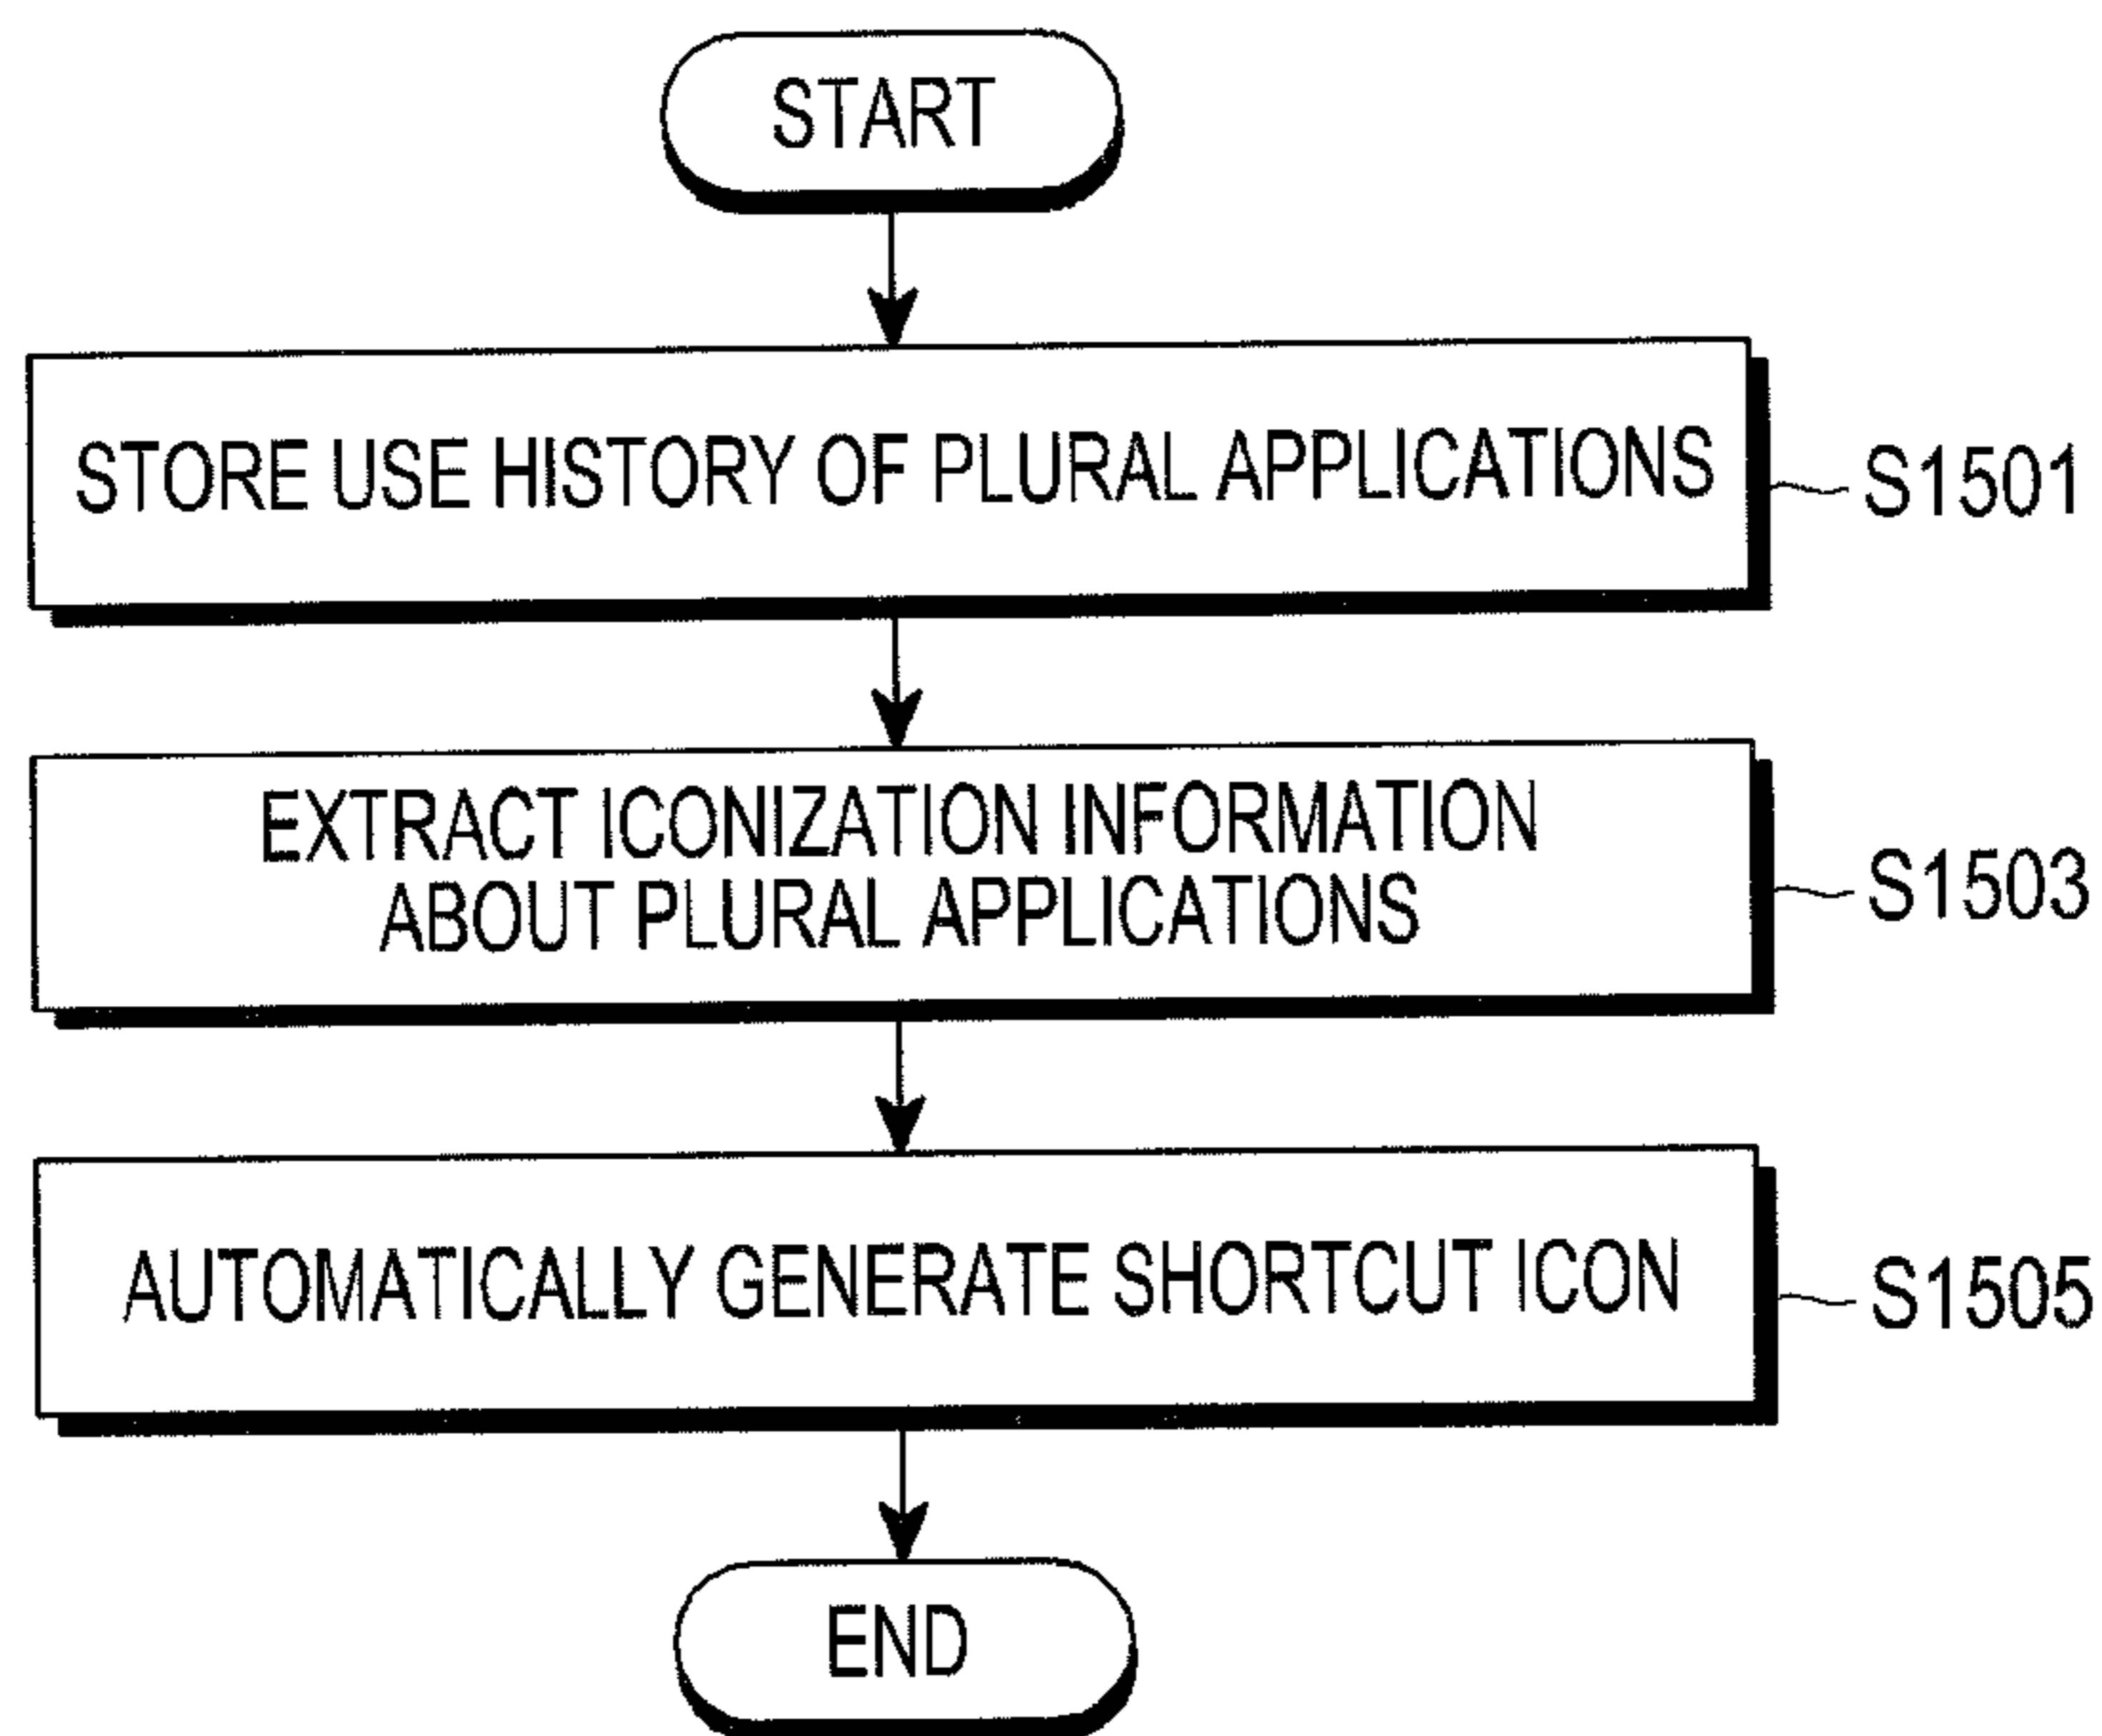 START
STORE USE HISTORY OF PLURAL APPLICATIONS
S1501
EXTRACT ICONIZATION INFORMATION
ABOUT PLURAL APPLICATIONS
S1503
AUTOMATICALLY GENERATE SHORTCUT ICON
S1505
END